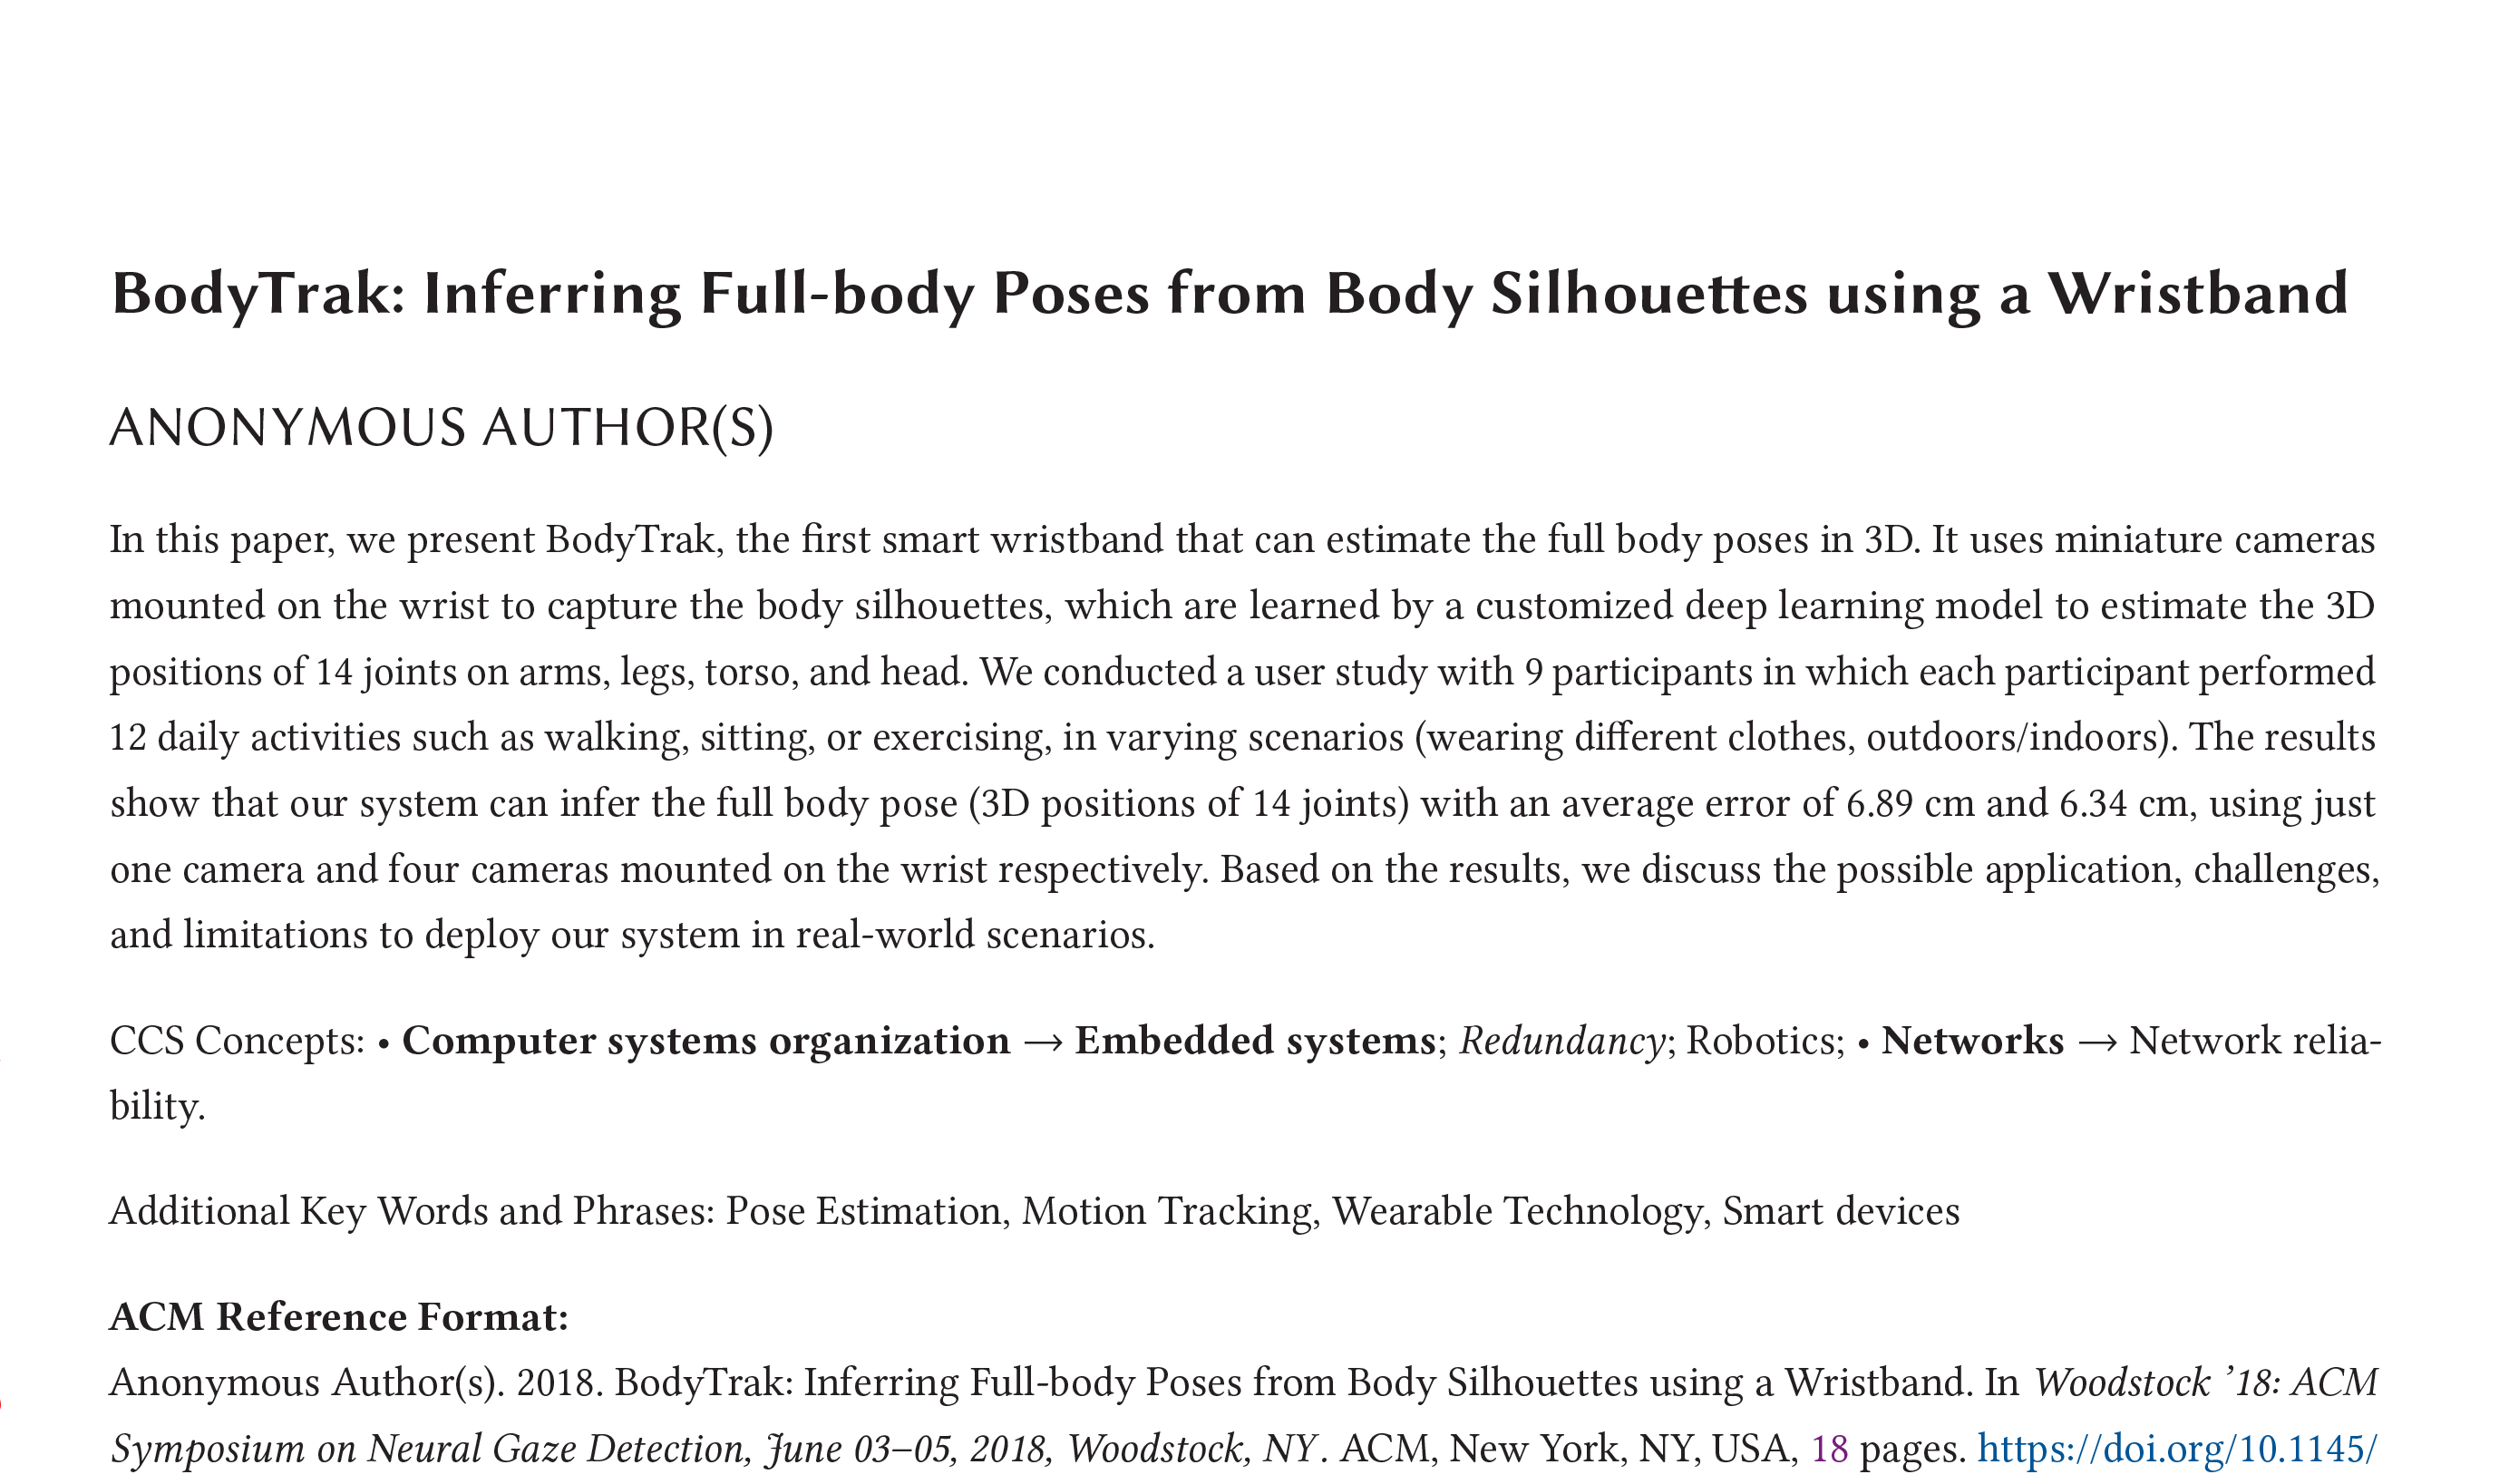 BodyTrak: Inferring Full-body Poses from Body Silhouettes using a Wristband
ANONYMOUS AUTHOR(S)
In this paper, we present BodyTrak, the first smart wristband that can estimate the full body poses in 3D. It uses miniature cameras
mounted on the wrist to capture the body silhouettes, which are learned by a customized deep learning model to estimate the 3D
positions of 14 joints on arms, legs, torso, and head. We conducted a user study with 9 participants in which each participant performed
12 daily activities such as walking, sitting, or exercising, in varying scenarios (wearing different clothes, outdoors/indoors). The results
show that our system can infer the full body pose (3D positions of 14 joints) with an average error of 6.89 cm and 6.34 cm, using just
one camera and four cameras mounted on the wrist respectively. Based on the results, we discuss the possible application, challenges,
and limitations to deploy our system in real-world scenarios.
CCS Concepts: • Computer systems organization → Embedded systems; Redundancy; Robotics; • Networks → Network relia-
bility.
Additional Key Words and Phrases: Pose Estimation, Motion Tracking, Wearable Technology, Smart devices
ACM Reference Format:
Anonymous Author(s). 2018. BodyTrak: Inferring Full-body Poses from Body Silhouettes using a Wristband. In Woodstock ’18: ACM
Symposium on Neural Gaze Detection, June 03–05, 2018, Woodstock, NY. ACM, New York, NY, USA, 18 pages. https://doi.org/10.1145/